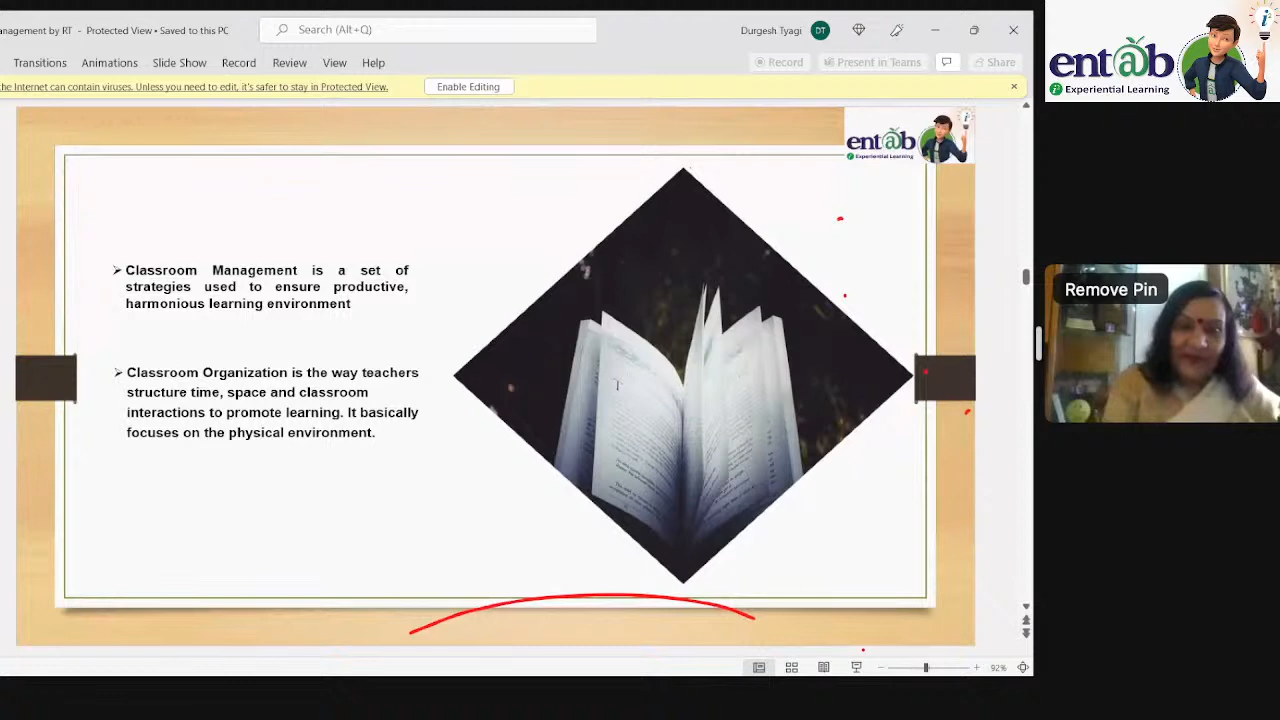 anagement by RT - Protected View • Saved to this PC
Search (Alt+Q)
Durgesh Tyagi
DT
Transitions
Animations
Slide Show
Record
Review
View
Help
Record
Present in Teams
Share
the Internet can contain viruses. Unless you need to edit, it's safer to stay in Protected View.
Enable Editing
entab
i Experiential Learning
entab
i Experiential Learning
Classroom Management is a set of
strategies used to ensure productive,
harmonious learning environment
Classroom Organization is the way teachers
structure time, space and classroom
interactions to promote learning. It basically
focuses on the physical environment.
Remove Pin
92%